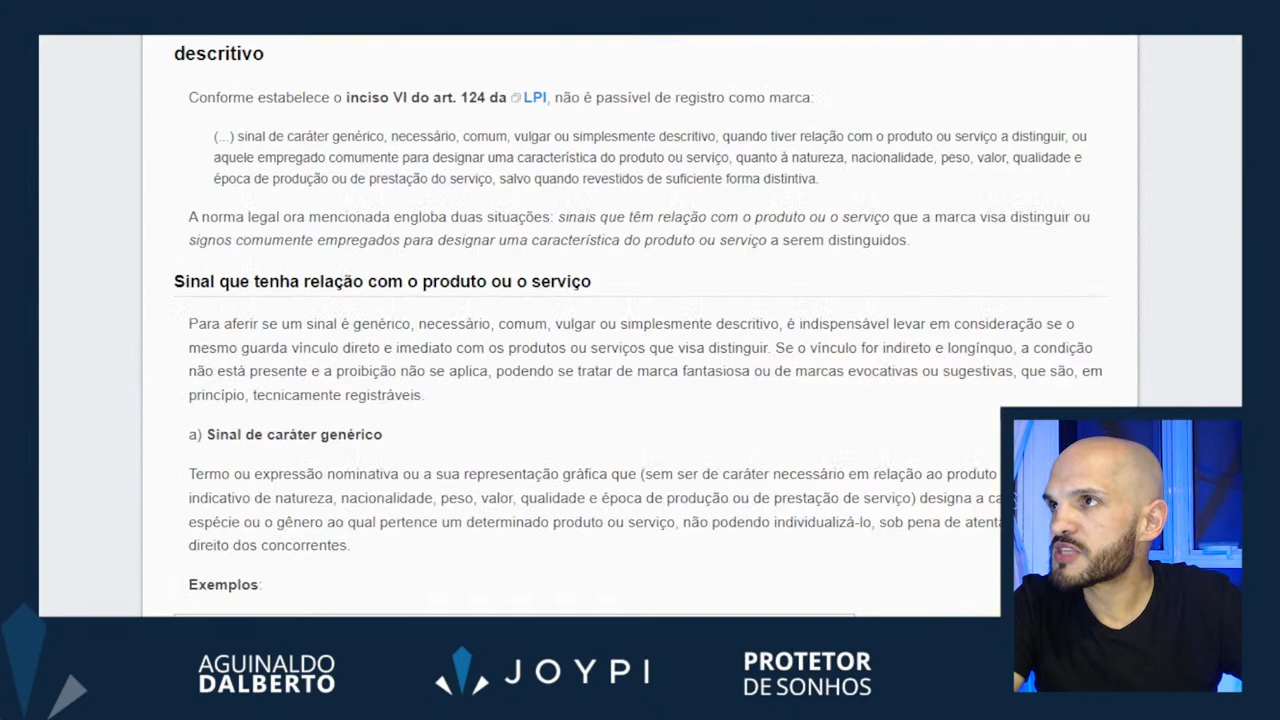 descritivo
Conforme estabelece o inciso VI do art. 124 da LPI, não é passível de registro como marca:
(...) sinal de caráter genérico, necessário, comum, vulgar ou simplesmente descritivo, quando tiver relação com o produto ou serviço a distinguir, ou
aquele empregado comumente para designar uma característica do produto ou serviço, quanto à natureza, nacionalidade, peso, valor, qualidade e
época de produção ou de prestação do serviço, salvo quando revestidos de suficiente forma distintiva.
A norma legal ora mencionada engloba duas situações: sinais que têm relação com o produto ou o serviço que a marca visa distinguir ou
signos comumente empregados para designar uma característica do produto ou serviço a serem distinguidos.
Sinal que tenha relação com o produto ou o serviço
Para aferir se um sinal é genérico, necessário, comum, vulgar ou simplesmente descritivo, é indispensável levar em consideração se o
mesmo guarda vínculo direto e imediato com os produtos ou serviços que visa distinguir. Se o vínculo for indireto e longínquo, a condição
não está presente e a proibição não se aplica, podendo se tratar de marca fantasiosa ou de marcas evocativas ou sugestivas, que são, em
princípio, tecnicamente registráveis.
a) Sinal de caráter genérico
Termo ou expressão nominativa ou a sua representação gráfica que (sem ser de caráter necessário em relação ao produto
indicativo de natureza, nacionalidade, peso, valor, qualidade e época de produção ou de prestação de serviço) designa a
espécie ou o gênero ao qual pertence um determinado produto ou serviço, não podendo individualizá-lo, sob pena de
direito dos concorrentes.
Exemplos:
AGUINALDO
DALBERTO
JOYPI
PROTETOR
DE SONHOS